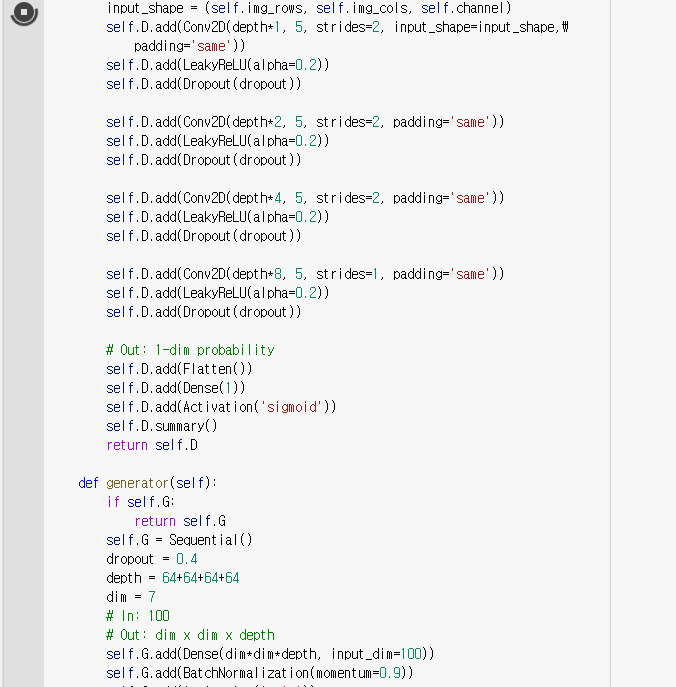 input_shape = (self.img_rows, self.img_cols, self.channel)
self.D.add(Conv2D(depth*1, 5, strides=2, input_shape=input_shape,₩
padding='same'))
self.D.add(LeakyReLU(alpha=0.2))
self.D.add(Dropout(dropout))
self.D.add(Conv2D(depth*2, 5, strides=2, padding='same'))
self.D.add(LeakyReLU(alpha=0.2))
self.D.add(Dropout(dropout))
self.D.add(Conv2D(depth*4, 5, strides=2, padding='same'))
self.D.add(LeakyReLU(alpha=0.2))
self.D.add(Dropout(dropout))
self.D.add(Conv2D(depth*8, 5, strides=1, padding='same'))
self.D.add(LeakyReLU(alpha=0.2))
self.D.add(Dropout(dropout))
# Out: 1-dim probability
self.D.add(Flatten())
self.D.add(Dense(1))
self.D.add(Activation('sigmoid'))
self.D.summary()
return self.D
def generator(self):
if self.G:
return self.G
self.G = Sequential()
dropout = 0.4
depth = 64+64+64+64
dim = 7
# In: 100
# Out: dim x dim x depth
self.G.add(Dense(dim*dim*depth, input_dim=100))
self.G.add(BatchNormalization(momentum=0.9))